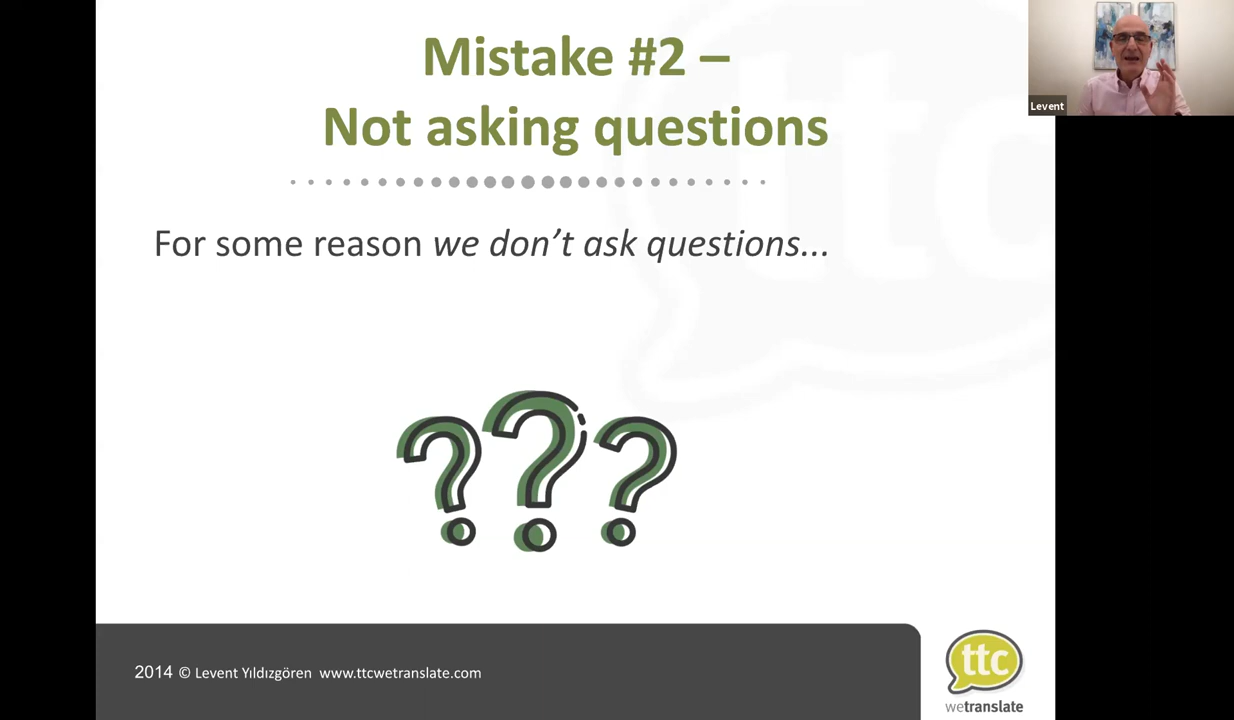 Mistake #2 –
Not asking questions
For some reason we don’t ask questions...
Levent
2014 © Levent Yıldızgören www.ttcwetranslate.com
ttc
wetranslate
ttc